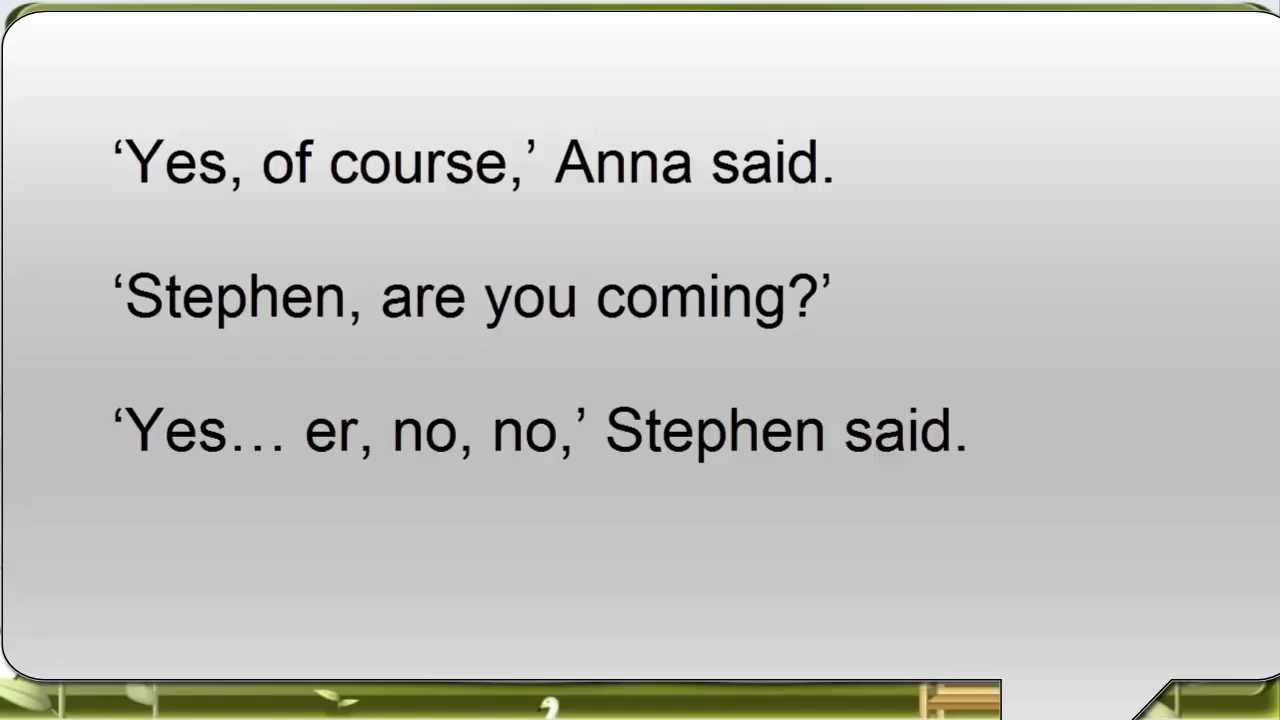 ‘Yes, of course,’ Anna said.
‘Stephen, are you coming?’
‘Yes… er, no, no,’ Stephen said.